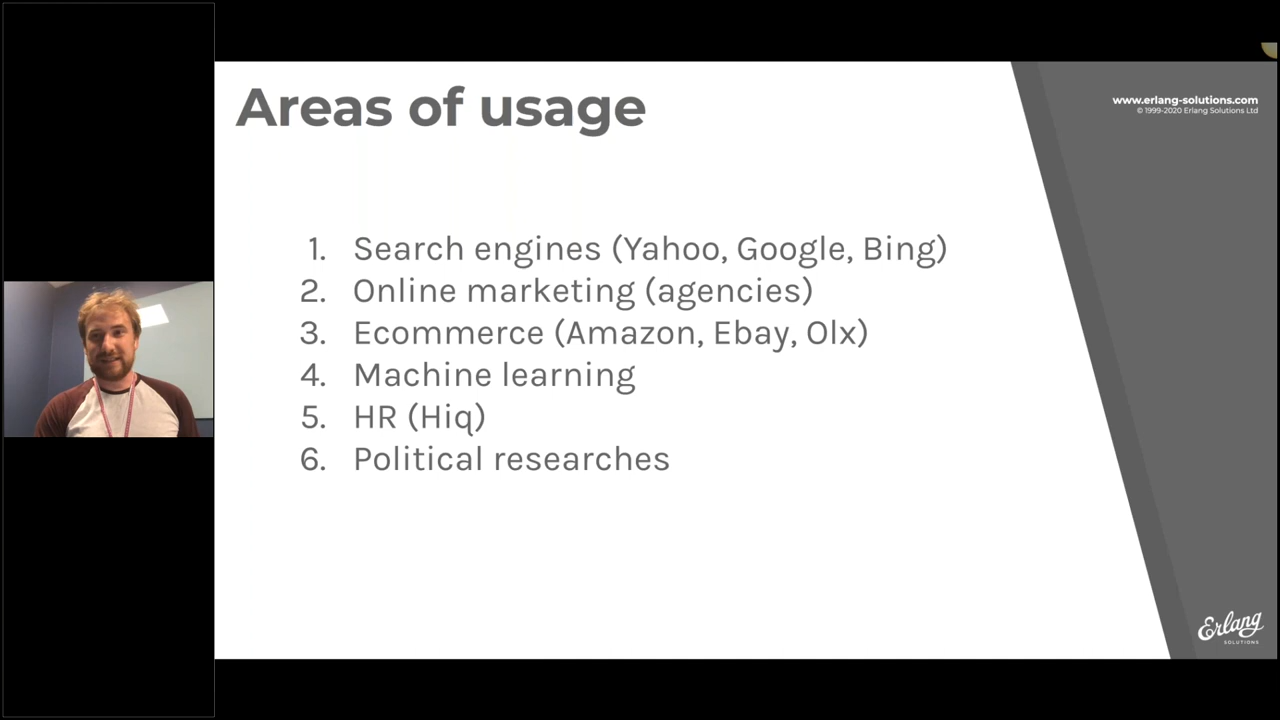 Areas of usage
www.erlang-solutions.com
© 1999-2020 Erlang Solutions Ltd
1. Search engines (Yahoo, Google, Bing)
2. Online marketing (agencies)
3. Ecommerce (Amazon, Ebay, Olx)
4. Machine learning
5. HR (Hiq)
6. Political researches
Erlang
SOLUTIONS